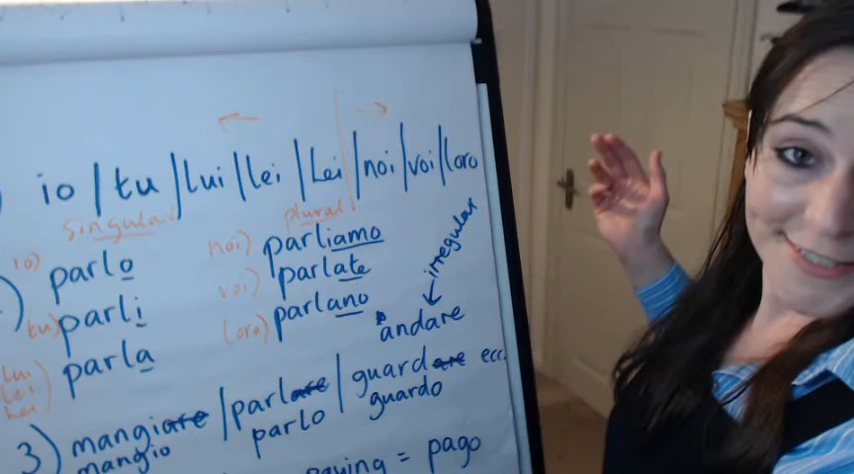 io / tu / lui / lei / Lei / noi / voi / loro
singular plural
io) parlo noi) parliamo
tu) parli voi) parlate
lui lei Lei) parla loro) parlano
irregular
andare
3) mangiare / parlare / guardare ecc.
mangio parlo guardo
= pago